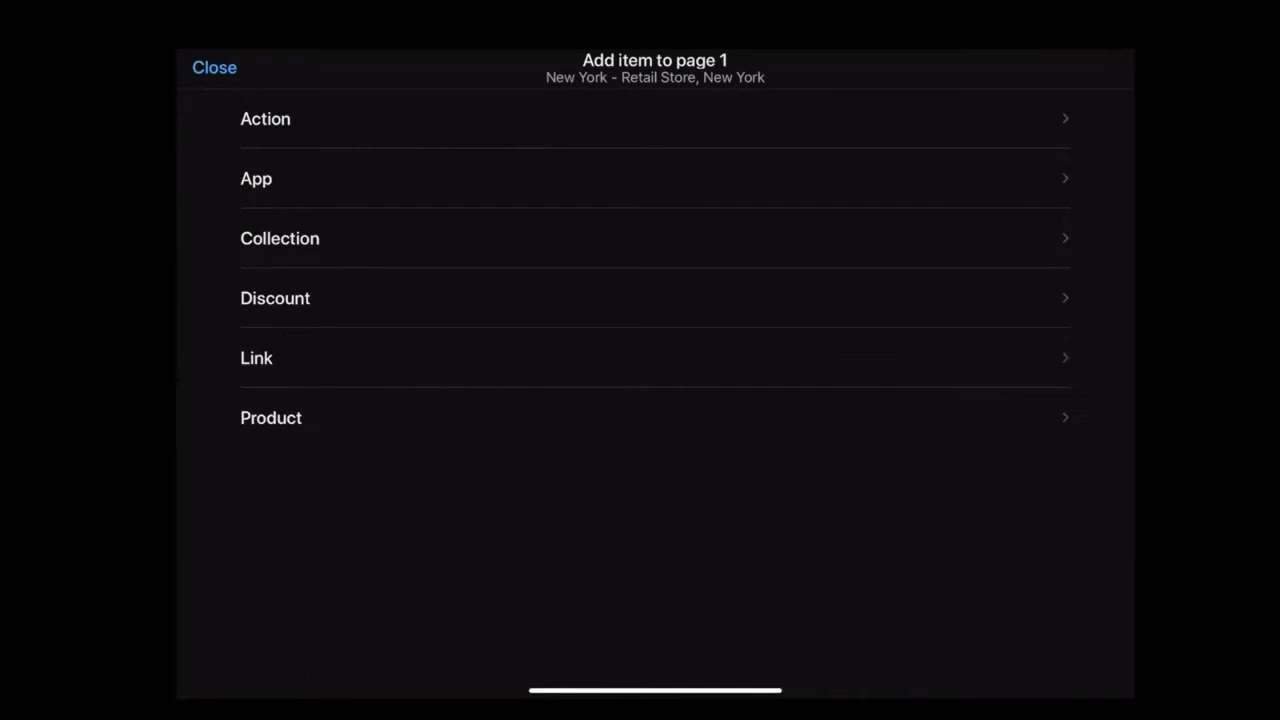 Close
Add item to page 1
New York - Retail Store, New York
Action
App
Collection
Discount
Link
Product